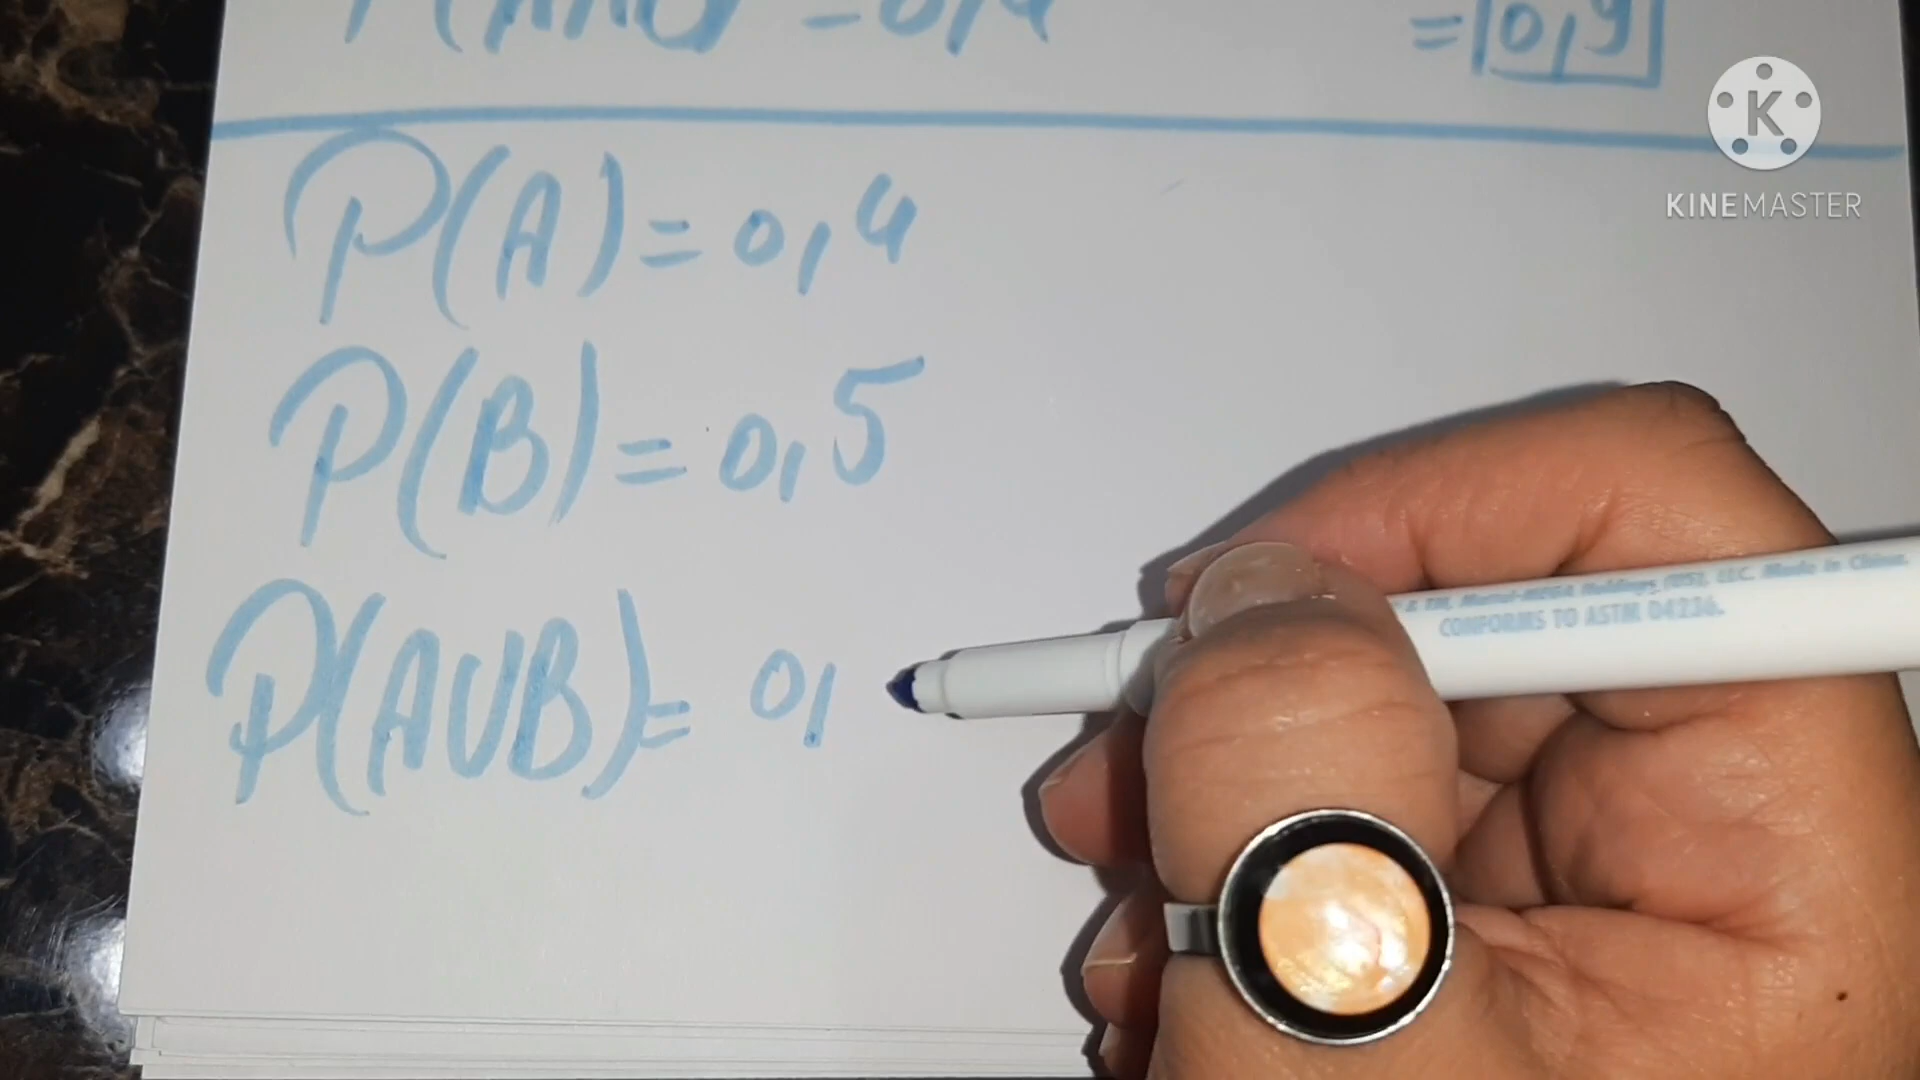 = 0,9
KINEMASTER
P(A) = 0,4
P(B) = 0,5
P(AUB) = 0,
CONFORMS TO ASTM D4236.